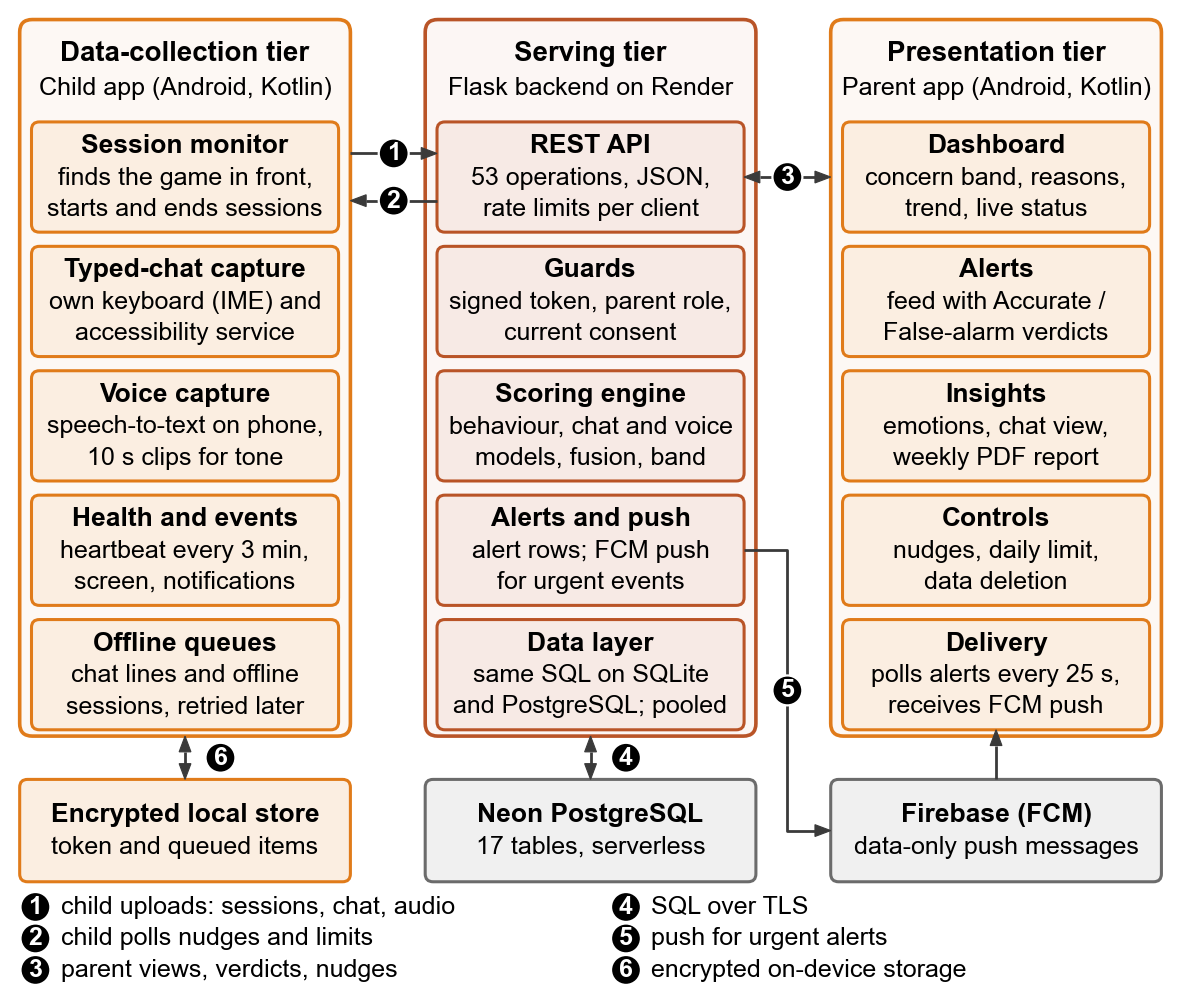 Data-collection tier
Child app (Android, Kotlin)
Session monitor
finds the game in front,
starts and ends sessions
Typed-chat capture
own keyboard (IME) and
accessibility service
Voice capture
speech-to-text on phone,
10 s clips for tone
Health and events
heartbeat every 3 min,
screen, notifications
Offline queues
chat lines and offline
sessions, retried later
6
Encrypted local store
token and queued items
1
2
Serving tier
Flask backend on Render
REST API
53 operations, JSON,
rate limits per client
Guards
signed token, parent role,
current consent
Scoring engine
behaviour, chat and voice
models, fusion, band
Alerts and push
alert rows; FCM push
for urgent events
Data layer
same SQL on SQLite
and PostgreSQL; pooled
4
Neon PostgreSQL
17 tables, serverless
3
5
Presentation tier
Parent app (Android, Kotlin)
Dashboard
concern band, reasons,
trend, live status
Alerts
feed with Accurate /
False-alarm verdicts
Insights
emotions, chat view,
weekly PDF report
Controls
nudges, daily limit,
data deletion
Delivery
polls alerts every 25 s,
receives FCM push
Firebase (FCM)
data-only push messages
1 child uploads: sessions, chat, audio
2 child polls nudges and limits
3 parent views, verdicts, nudges
4 SQL over TLS
5 push for urgent alerts
6 encrypted on-device storage